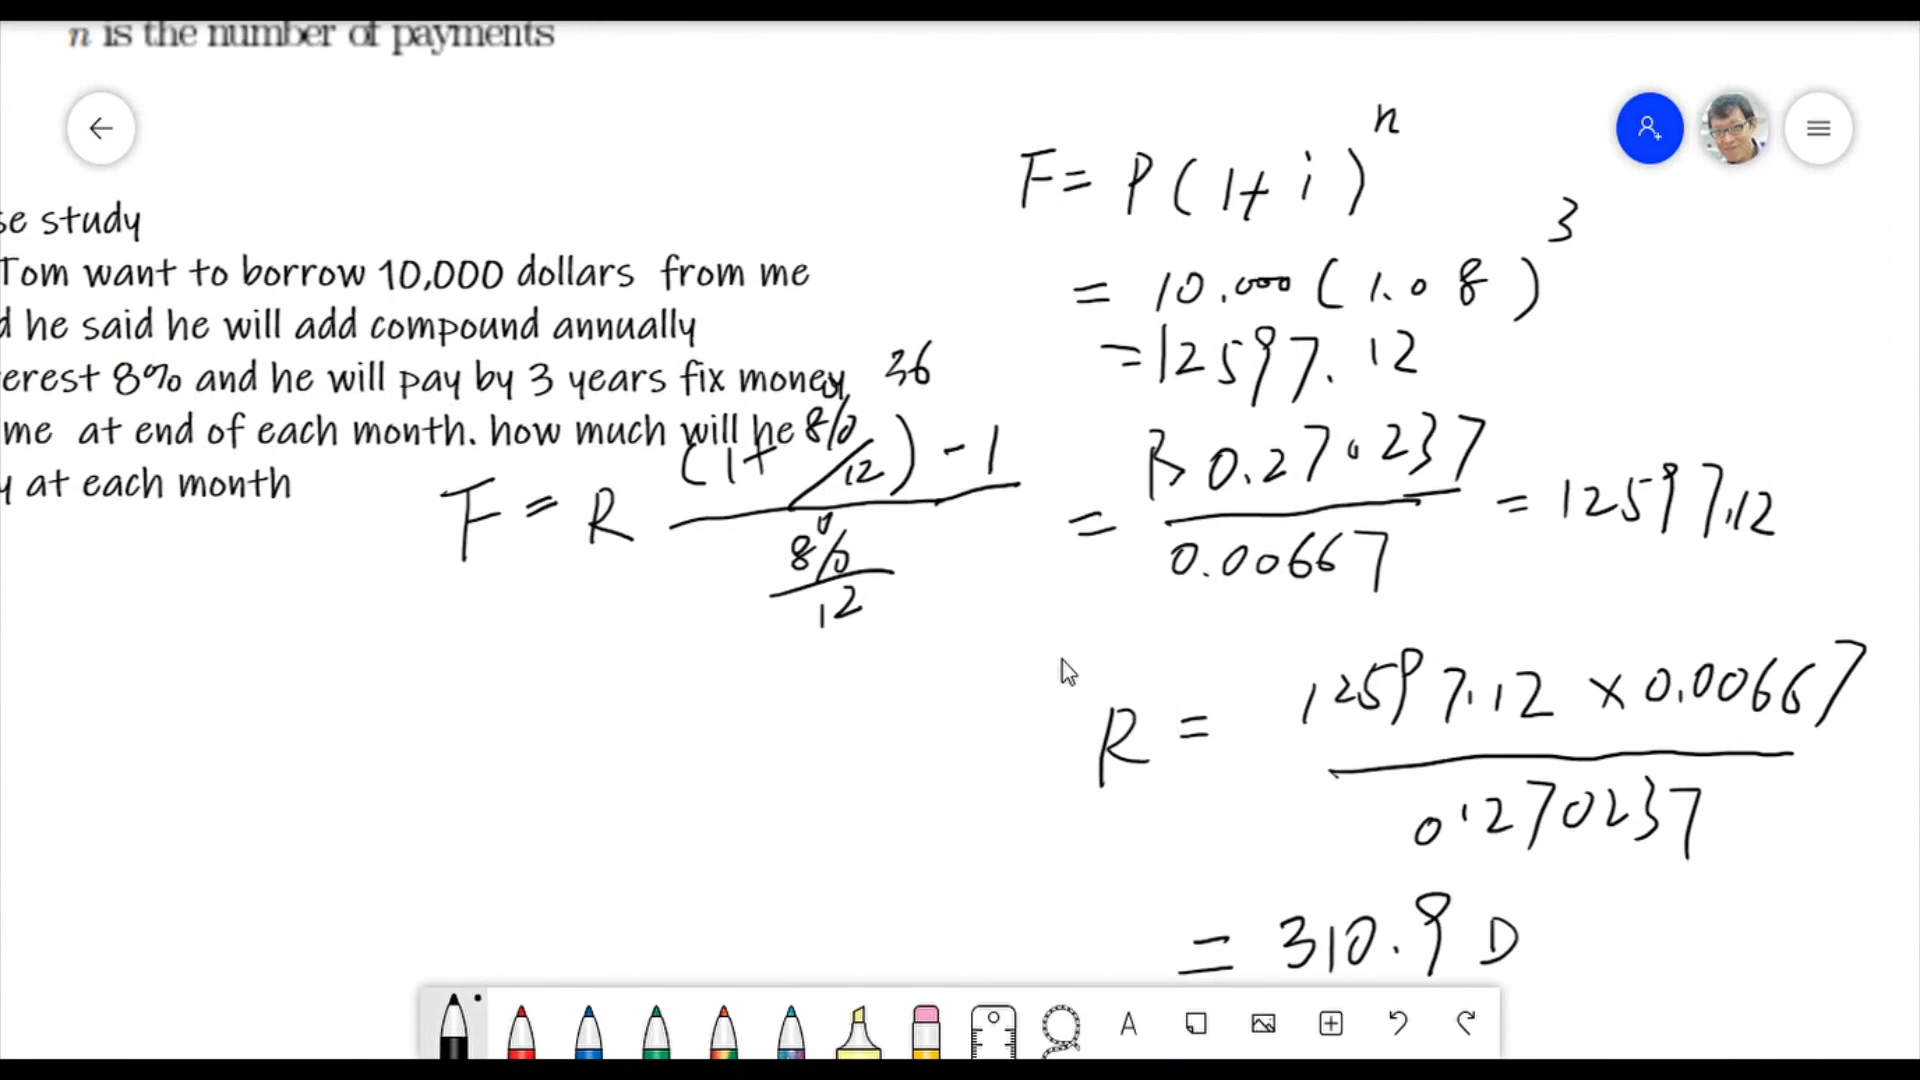 n is the number of payments
se study
Tom want to borrow 10,000 dollars from me
d he said he will add compound annually
erest 8% and he will pay by 3 years fix money
me at end of each month. how much will he
y at each month
F = P ( 1 + i )^n
= 10.000 ( 1.08 )^3
= 12597.12
F = R ((1 + 8%/12)^36 - 1) / (8%/12) = R 0.27.237 / 0.00667 = 12597.12
R = 12597.12 x 0.00667 / 0.270237
= 310.9 D
A